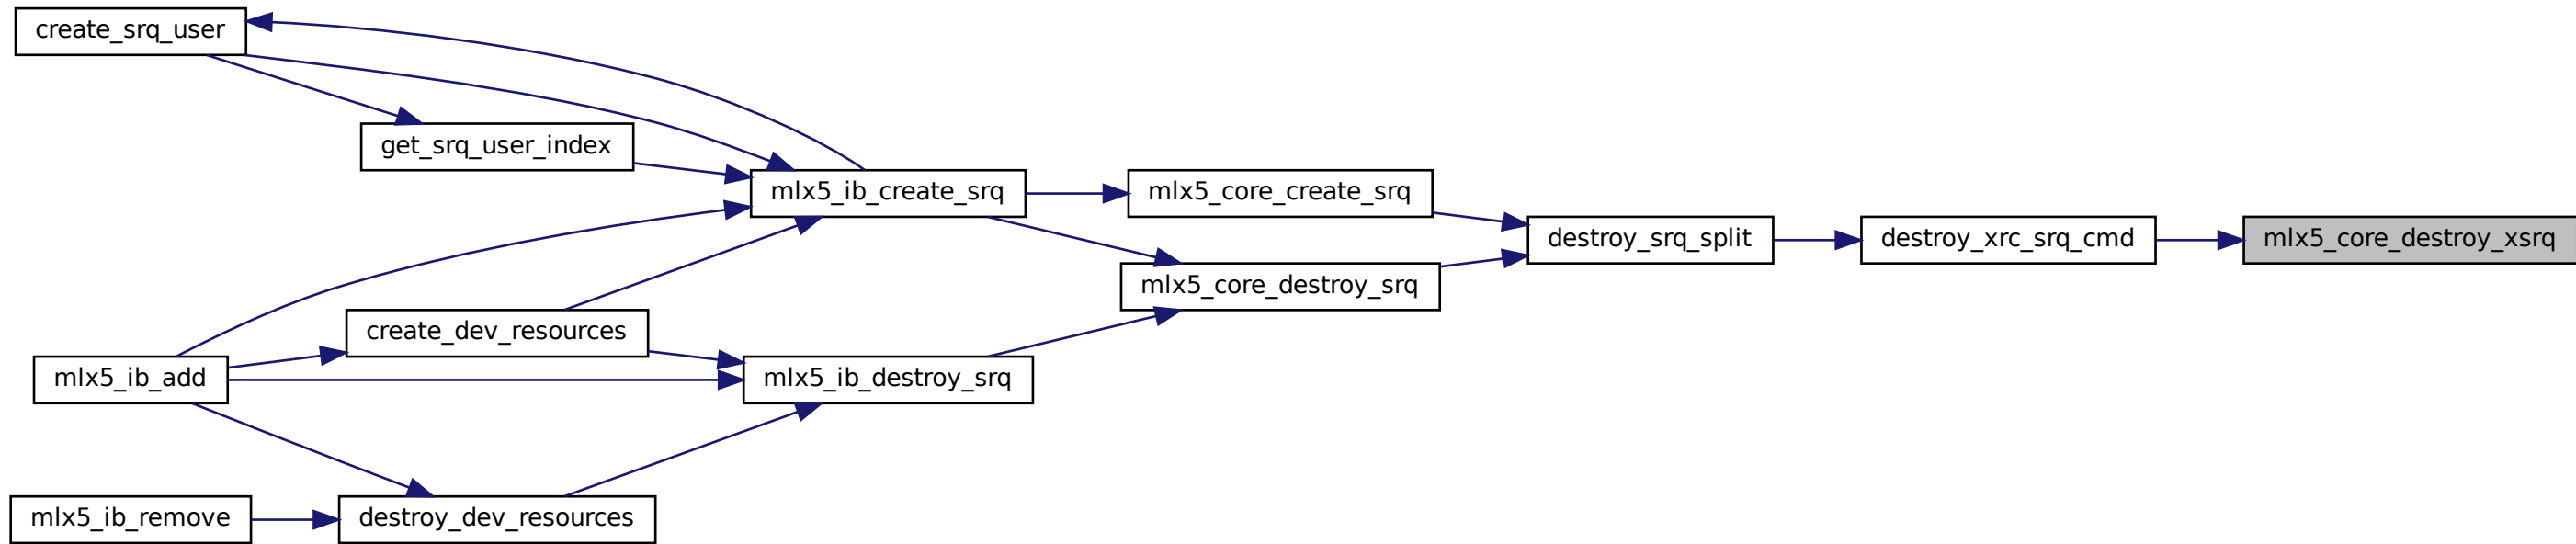 create_srq_user
get_srq_user_index
mlx5_ib_create_srq
mlx5_core_create_srq
destroy_srq_split
destroy_xrc_srq_cmd
mlx5_core_destroy_xsrq
mlx5_core_destroy_srq
create_dev_resources
mlx5_ib_add
mlx5_ib_destroy_srq
mlx5_ib_remove
destroy_dev_resources